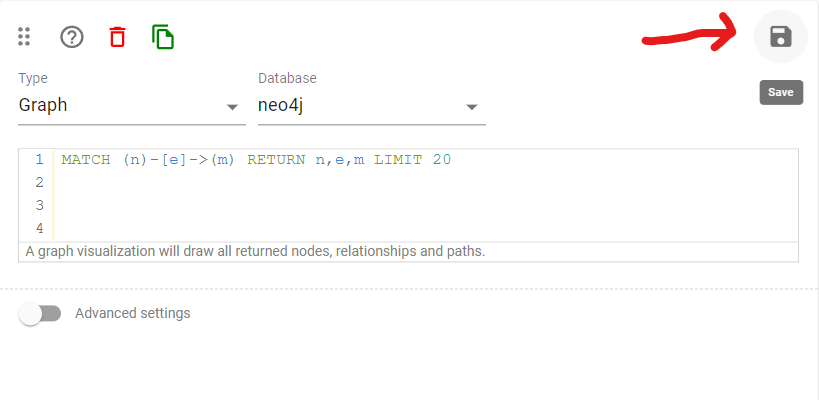 Save
Type
Database
Graph
neo4j
1 MATCH (n)-[e]->(m) RETURN n,e,m LIMIT 20
2
3
4
A graph visualization will draw all returned nodes, relationships and paths.
Advanced settings